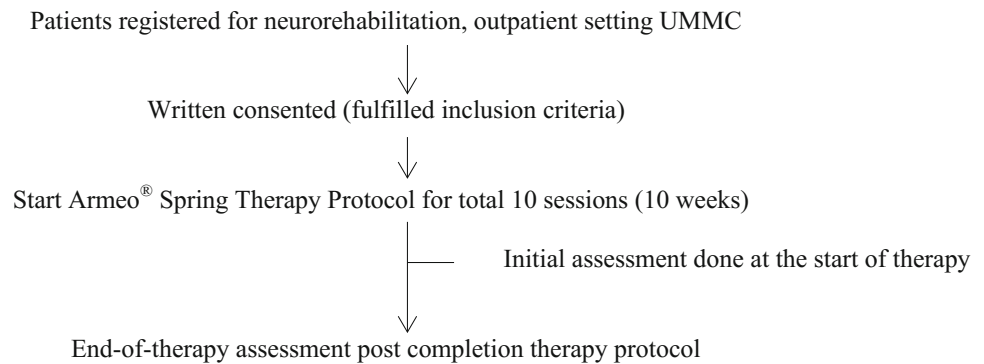 Patients registered for neurorehabilitation, outpatient setting UMMC
Written consented (fulfilled inclusion criteria)
Start Armeo® Spring Therapy Protocol for total 10 sessions (10 weeks)
Initial assessment done at the start of therapy
End-of-therapy assessment post completion therapy protocol